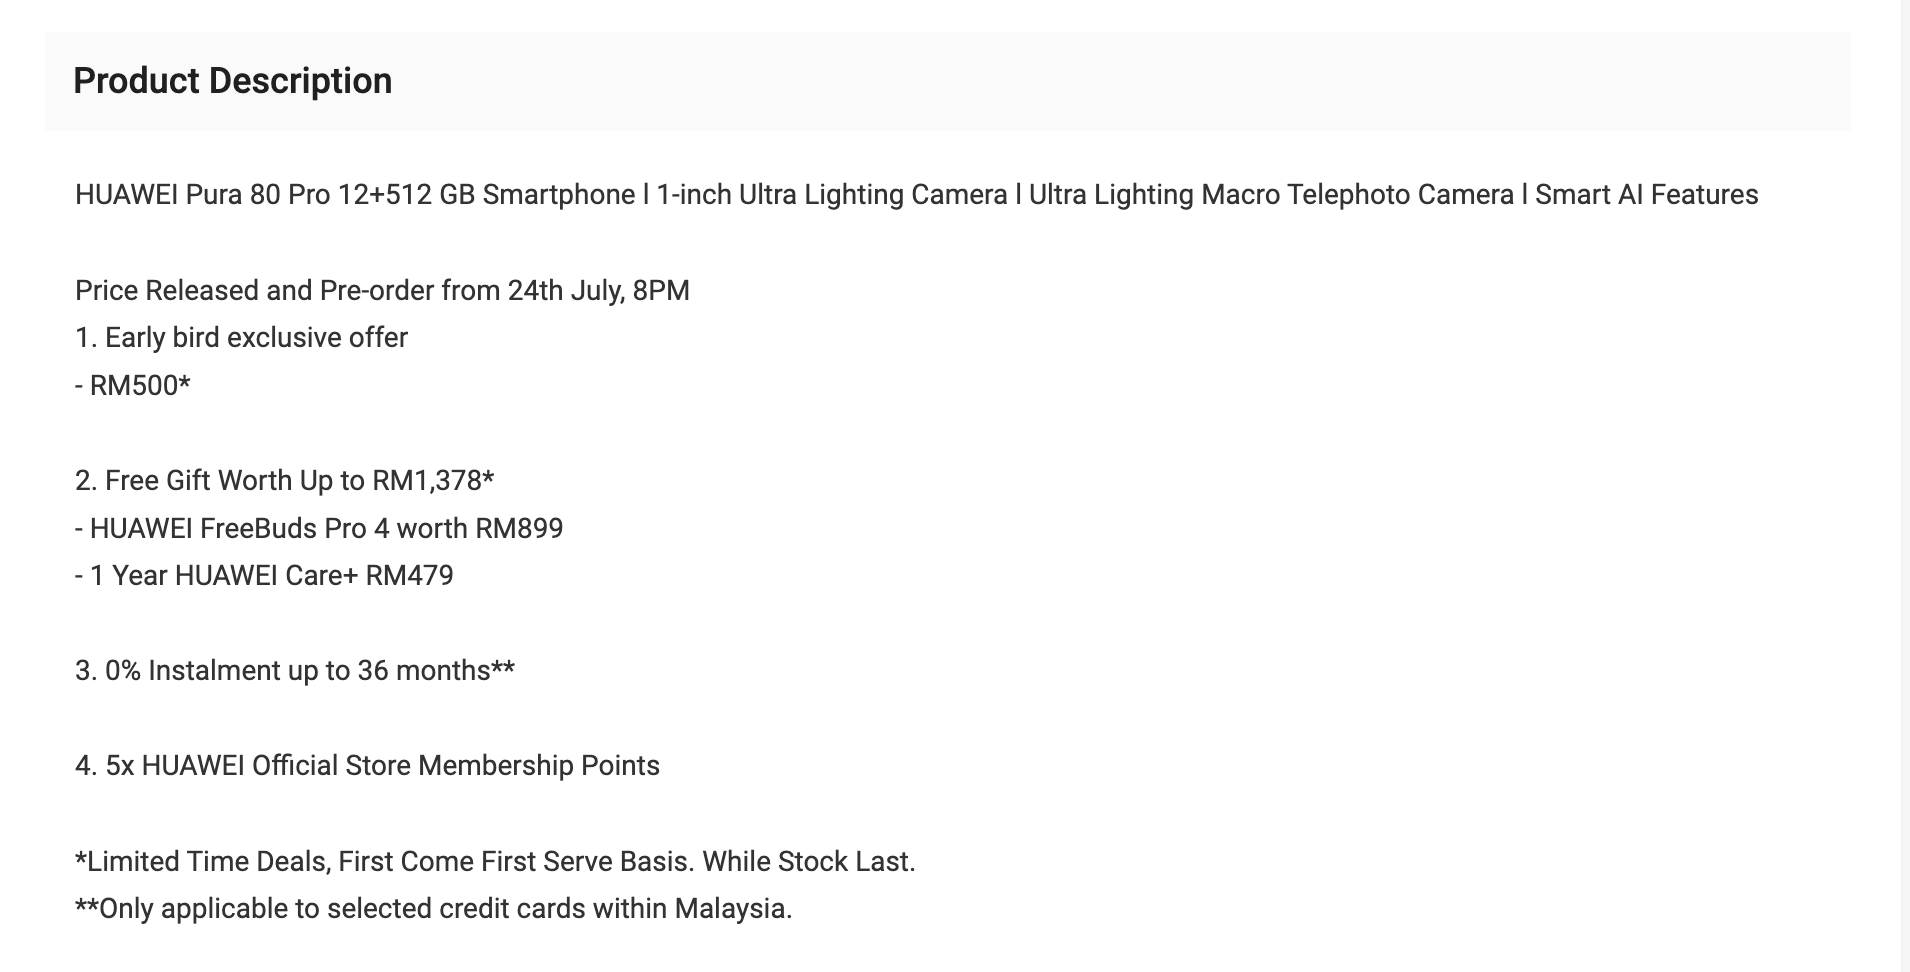 Product Description
HUAWEI Pura 80 Pro 12+512 GB Smartphone l 1-inch Ultra Lighting Camera l Ultra Lighting Macro Telephoto Camera l Smart AI Features
Price Released and Pre-order from 24th July, 8PM
1. Early bird exclusive offer
- RM500*
2. Free Gift Worth Up to RM1,378*
- HUAWEI FreeBuds Pro 4 worth RM899
- 1 Year HUAWEI Care+ RM479
3. 0% Instalment up to 36 months**
4. 5x HUAWEI Official Store Membership Points
*Limited Time Deals, First Come First Serve Basis. While Stock Last.
**Only applicable to selected credit cards within Malaysia.